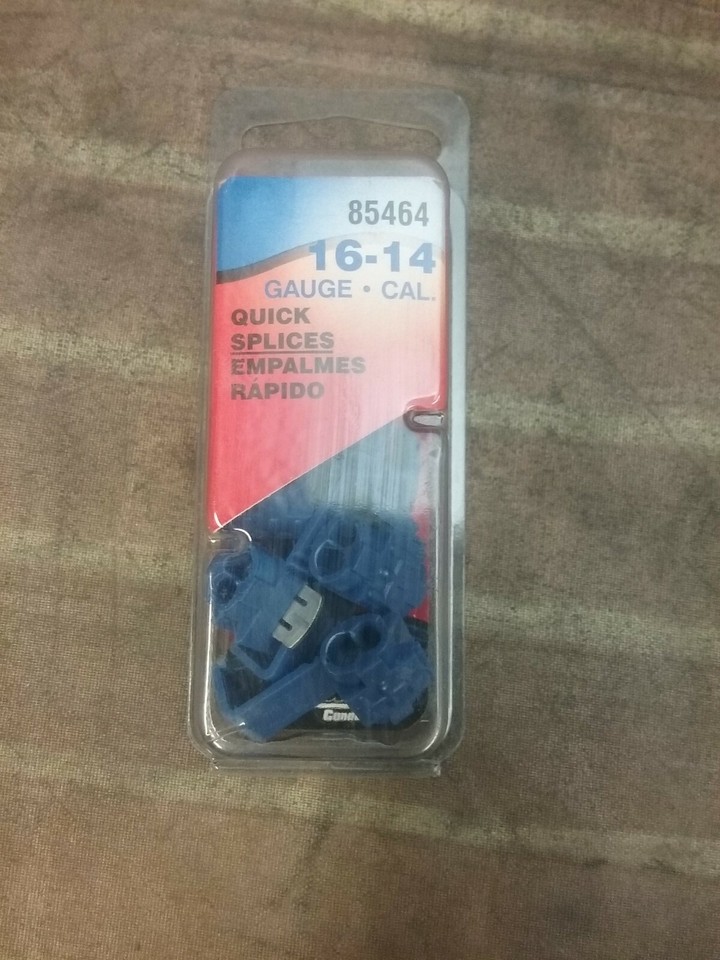 85464
16-14
GAUGE • CAL.
QUICK
SPLICES
EMPALMES
RÁPIDO